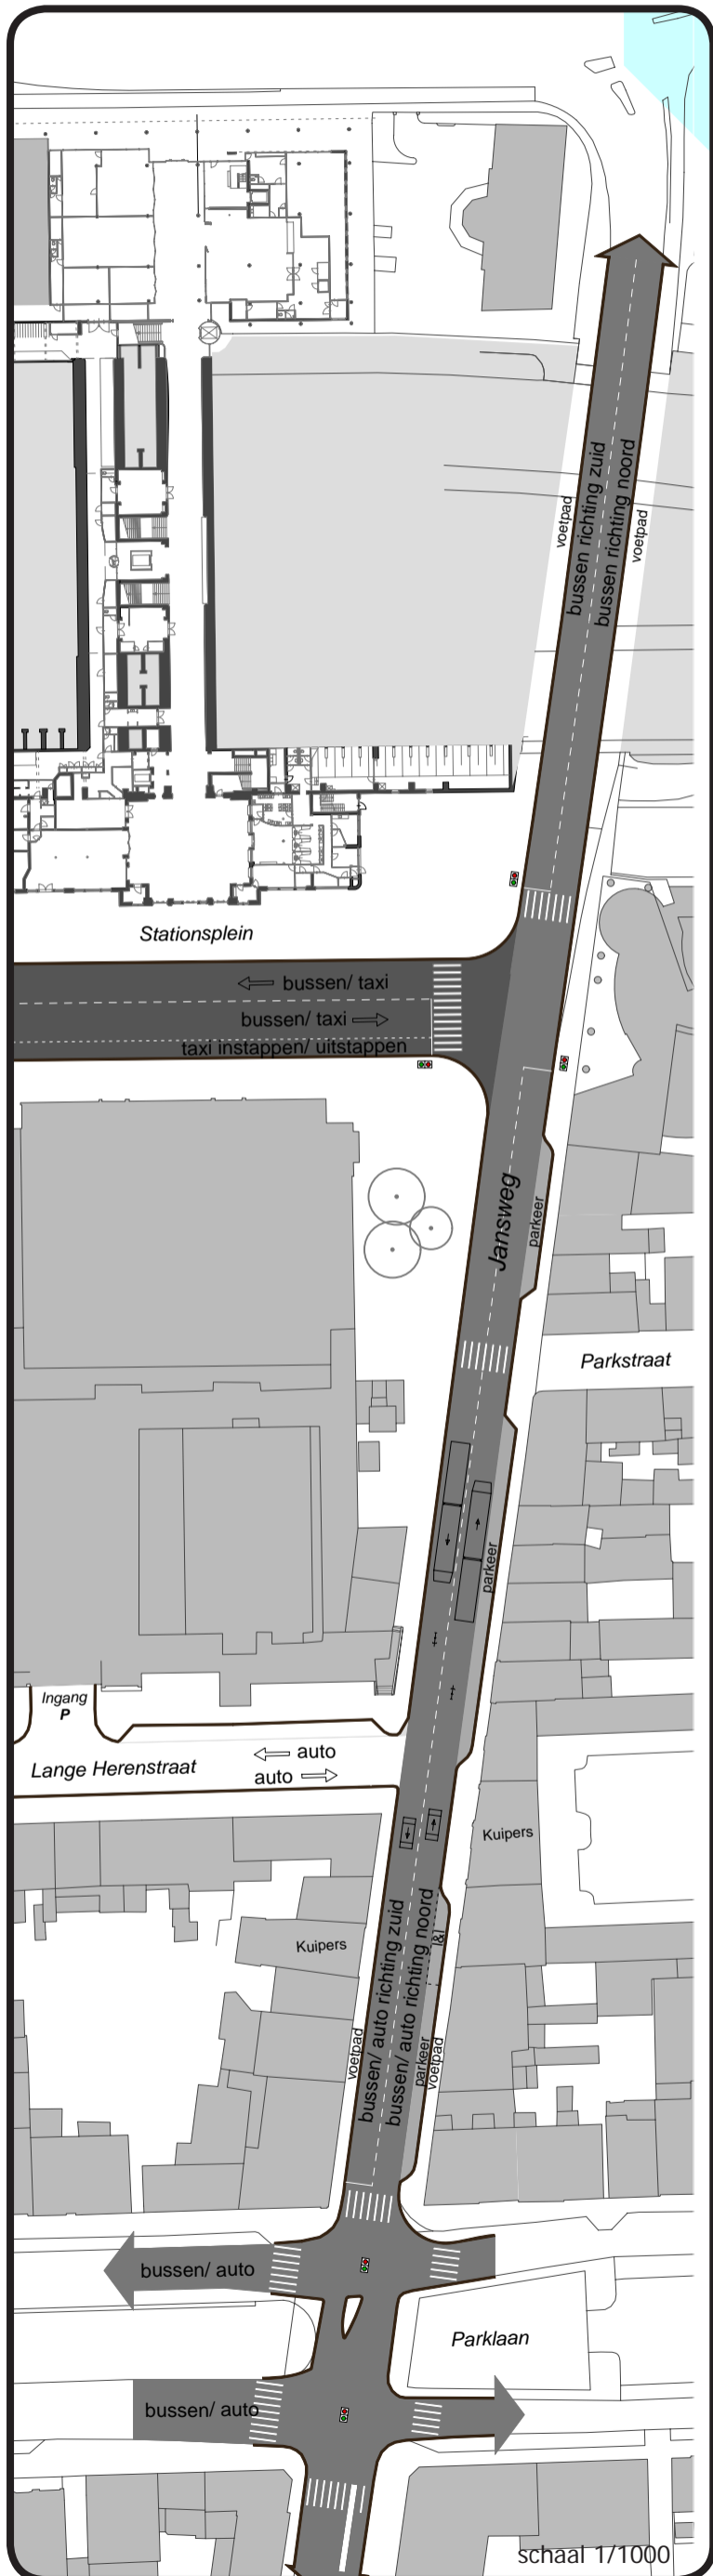 bussen richting zuid
bussen richting noord
voetpad
voetpad
Stationsplein
bussen/ taxi
bussen/ taxi
taxi instappen/ uitstappen
Jansweg
parkeer
Parkstraat
parkeer
Ingang
P
auto
Lange Herenstraat
auto
Kuipers
l&l
Kuipers
bussen/ auto richting zuid
bussen/ auto richting noord
voetpad
parkeer
voetpad
bussen/ auto
Parklaan
bussen/ auto
schaal 1/1000